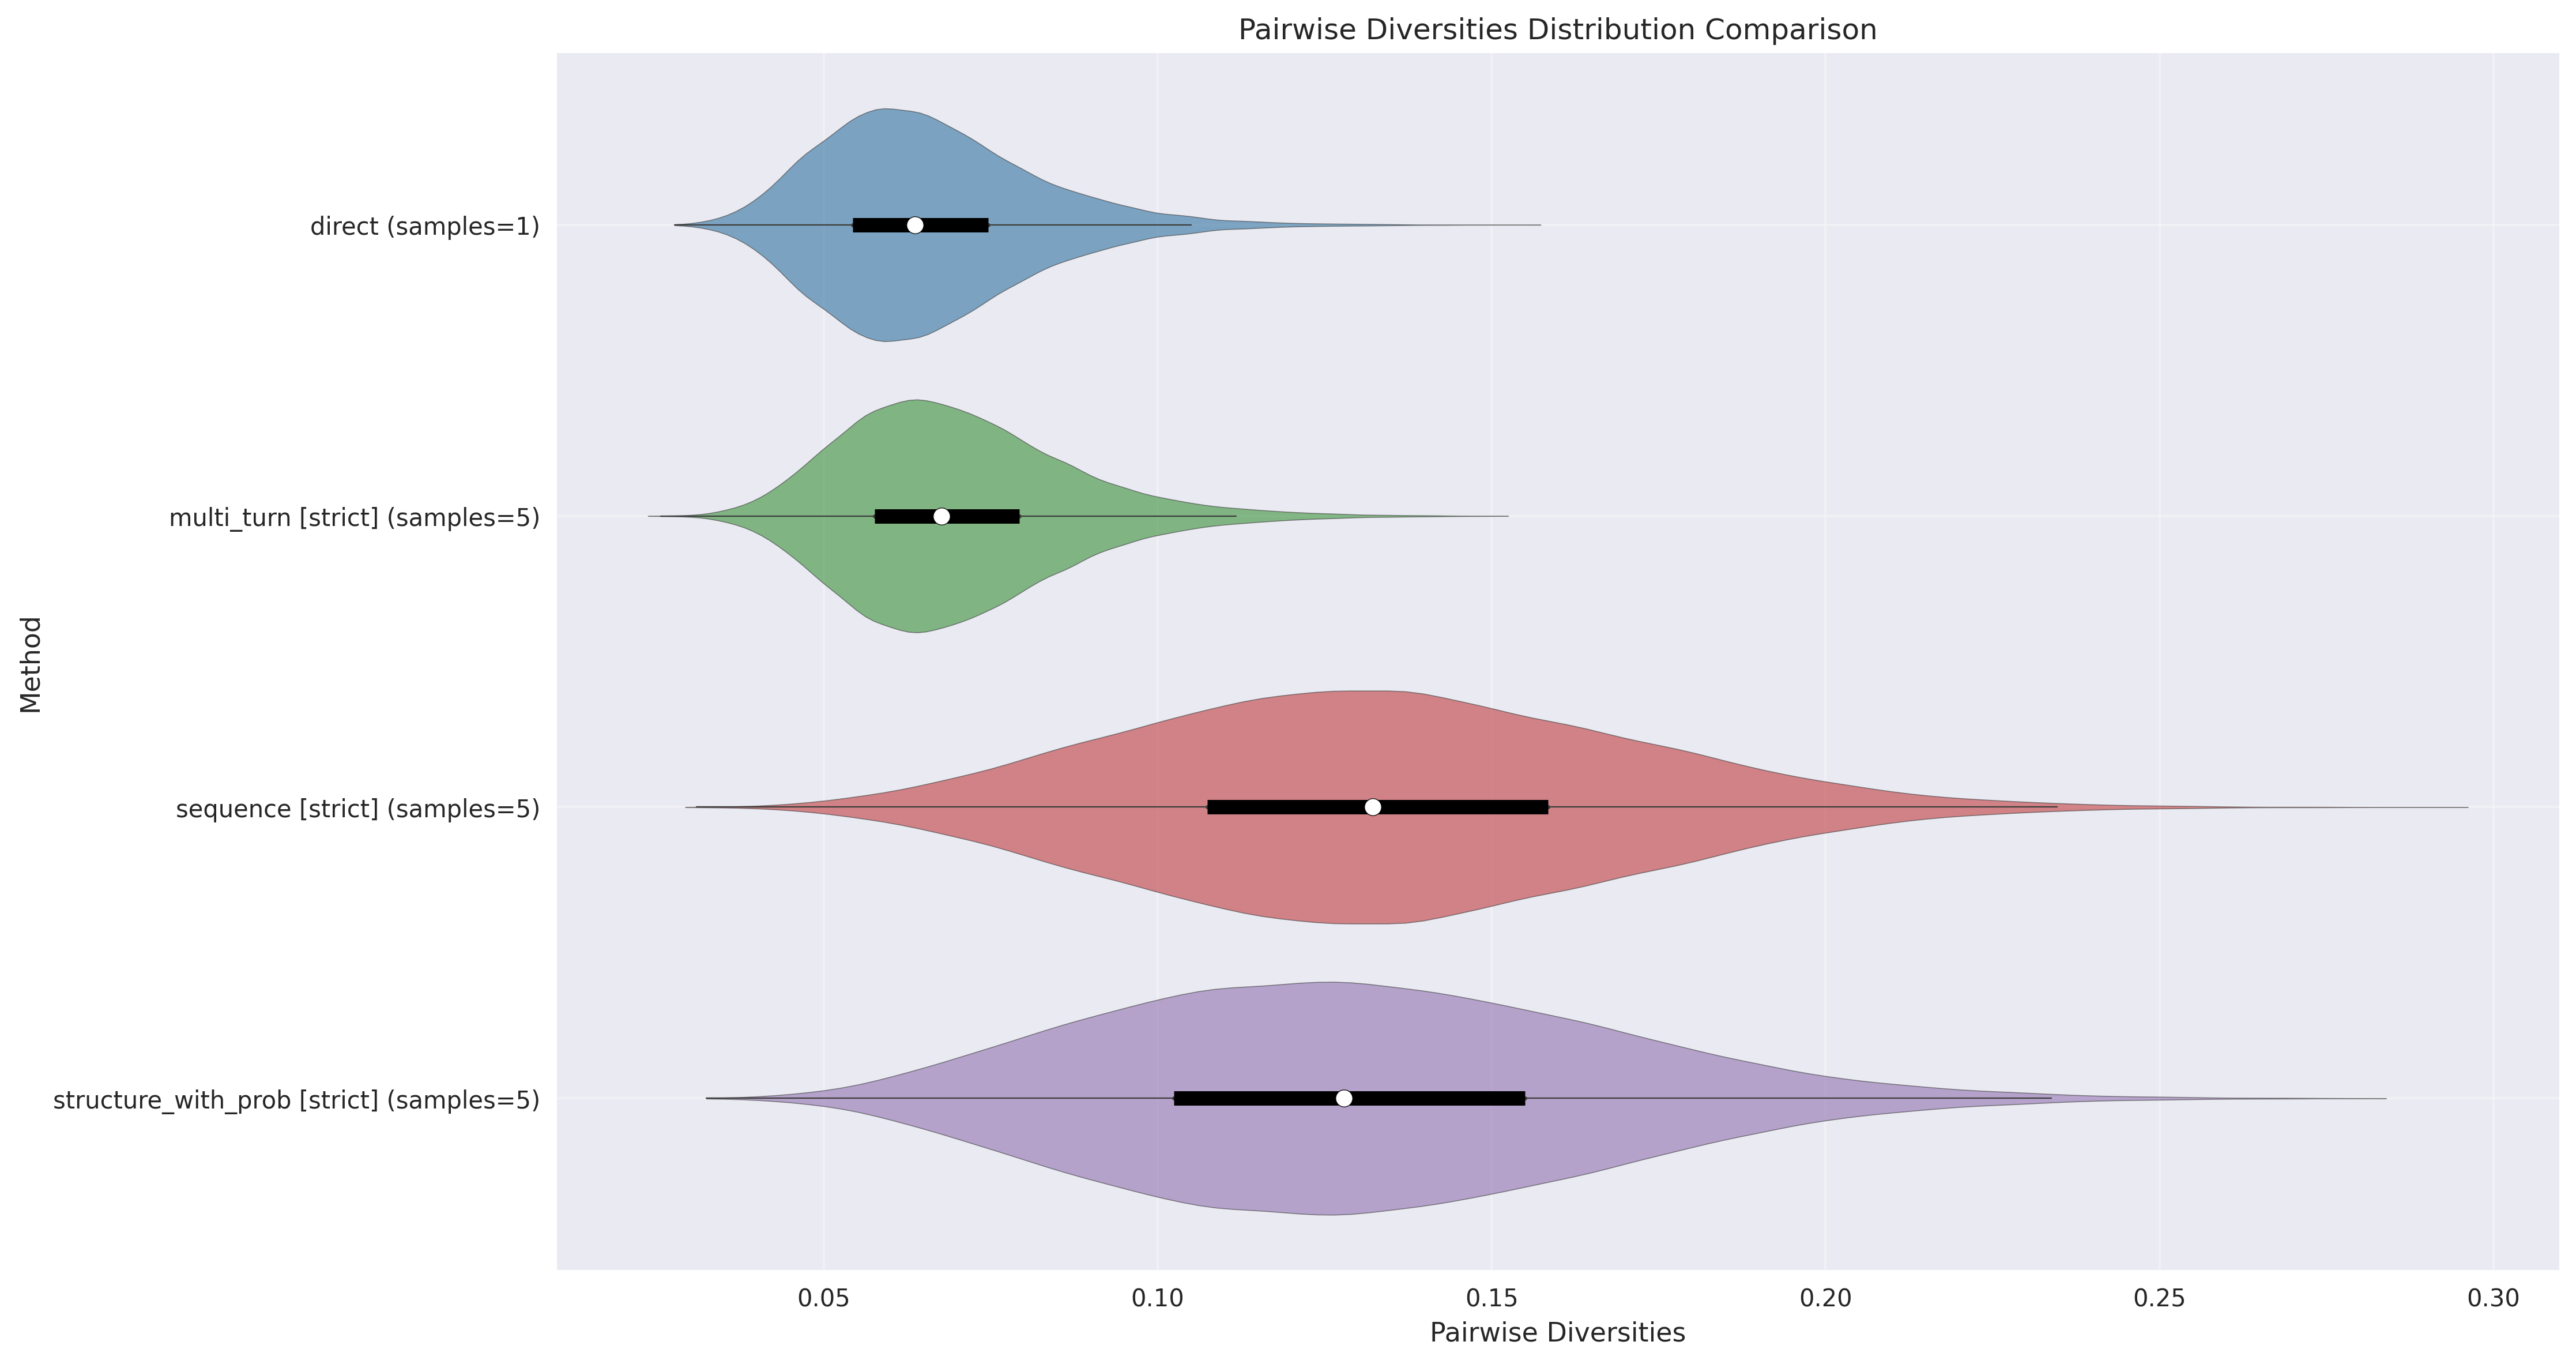 Pairwise Diversities Distribution Comparison
Method
direct (samples=1)
multi_turn [strict] (samples=5)
sequence [strict] (samples=5)
structure_with_prob [strict] (samples=5)
0.05 0.10 0.15 0.20 0.25 0.30
Pairwise Diversities